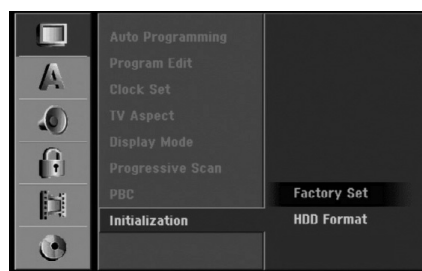 Auto Programming
Program Edit
Clock Set
TV Aspect
Display Mode
Progressive Scan
PBC
Factory Set
Initialization
HDD Format